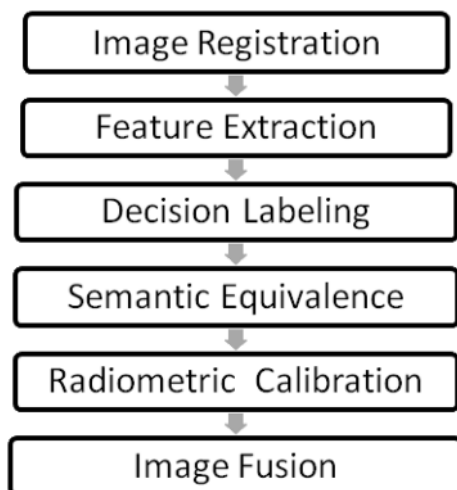 Image Registration
Feature Extraction
Decision Labeling
Semantic Equivalence
Radiometric Calibration
Image Fusion